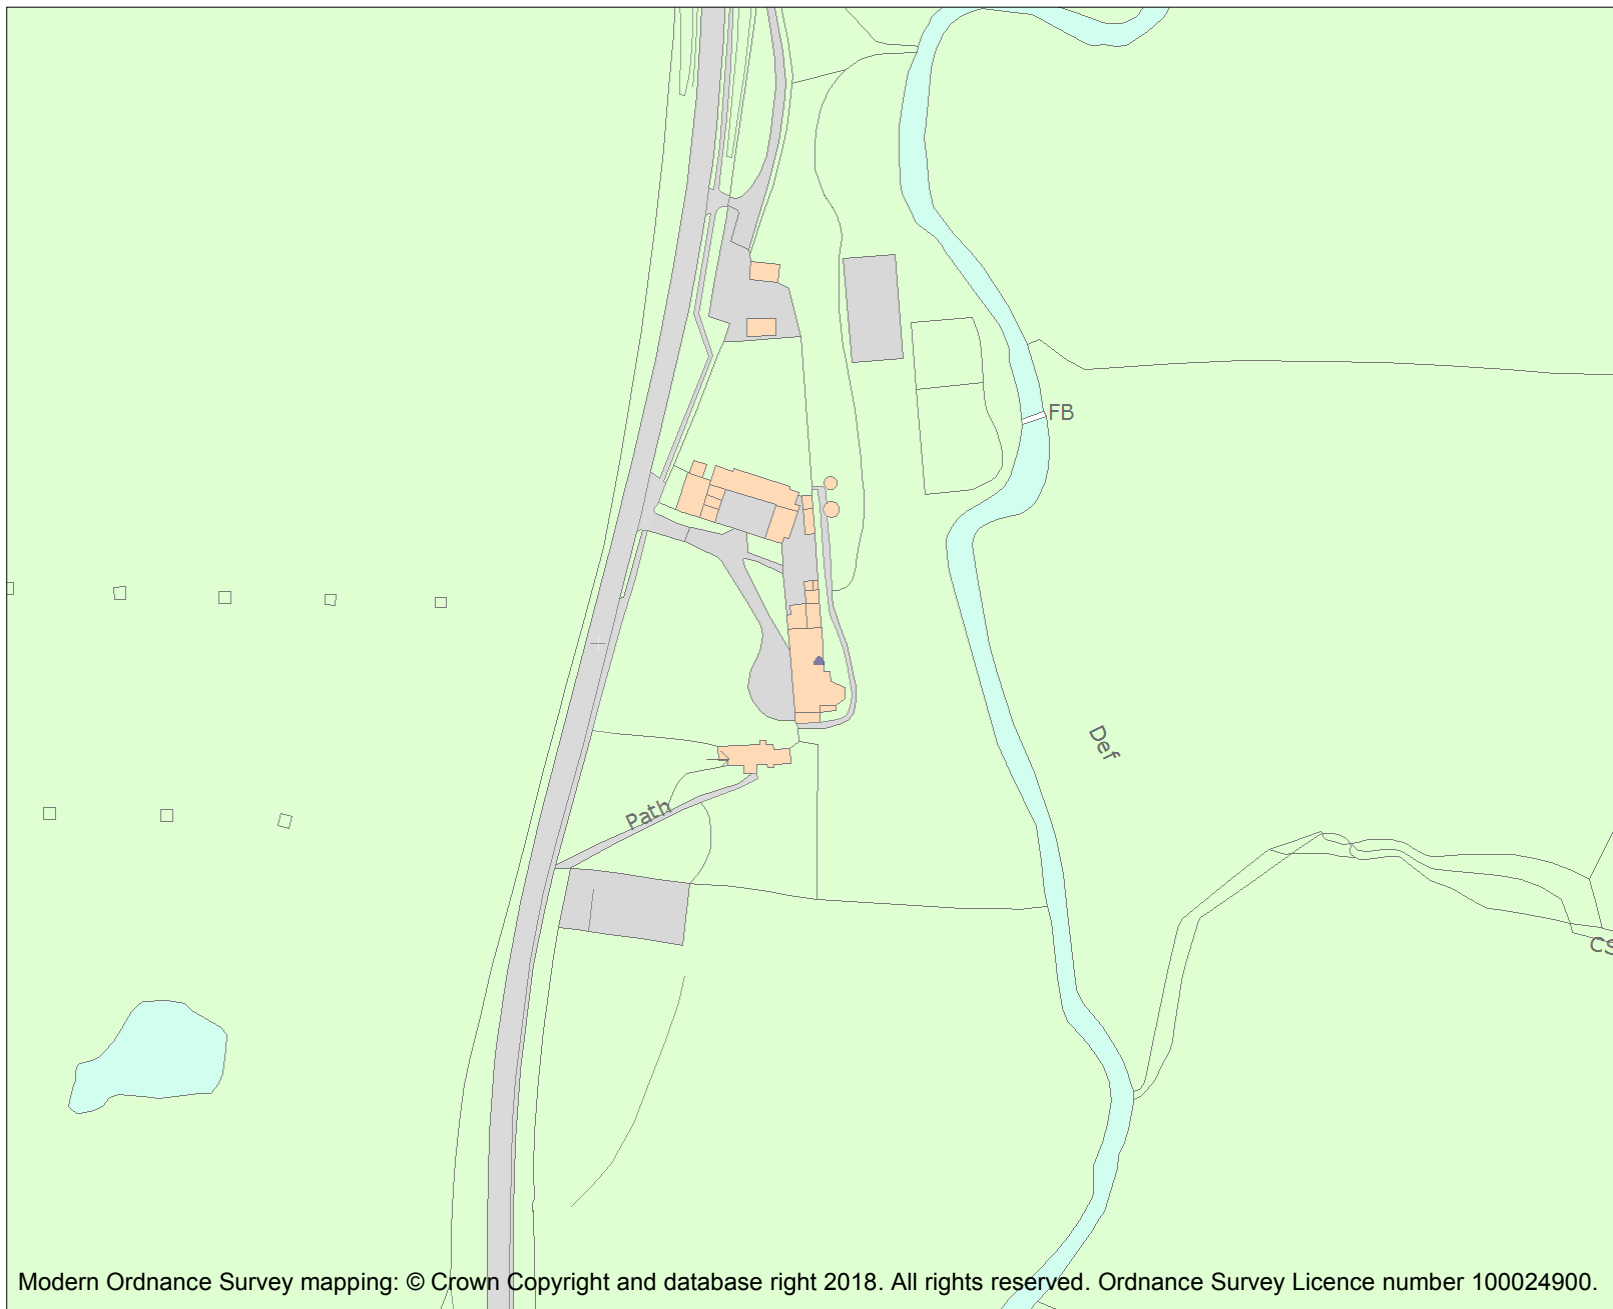 FB
Def
Path
CS
Modern Ordnance Survey mapping: © Crown Copyright and database right 2018. All rights reserved. Ordnance Survey Licence number 100024900.